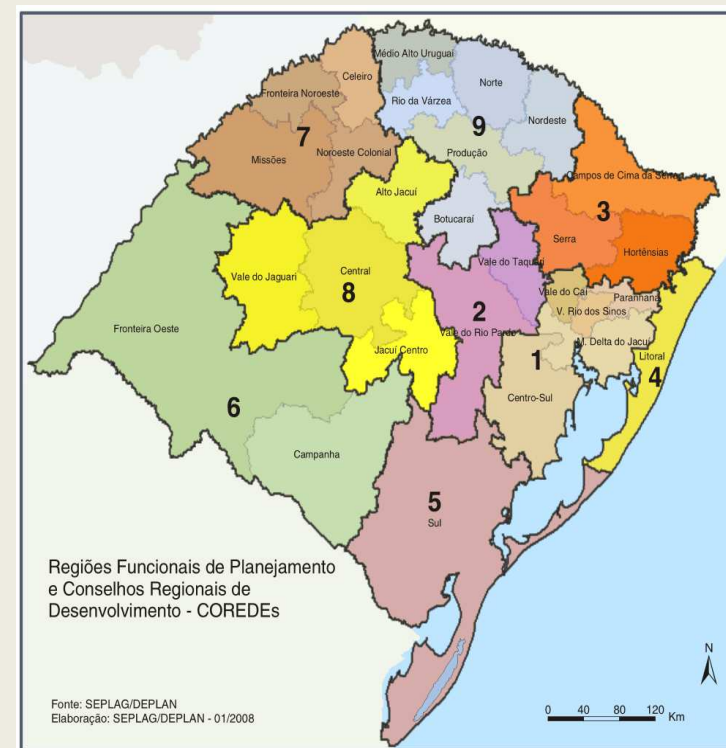 Médio Alto Uruguai
Celeiro
Norte
Fronteira Noroeste
Rio da Várzea
Nordeste
9
7
Missões
Noroeste Colonial
Produção
Alto Jacuí
Campos de Cima da Serra
3
Botucaraí
Serra
Hortênsias
Vale do Jaguari
Central
Vale do Taquari
8
2
Vale do Caí
Paranhana
V. Rio dos Sinos
Fronteira Oeste
Vale do Rio Pardo
Jacuí Centro
M. Delta do Jacuí
1
Litoral
4
Centro-Sul
6
Campanha
5
Sul
Regiões Funcionais de Planejamento
e Conselhos Regionais de
Desenvolvimento - COREDEs
N
Fonte: SEPLAG/DEPLAN
Elaboração: SEPLAG/DEPLAN - 01/2008
0 40 80 120 Km